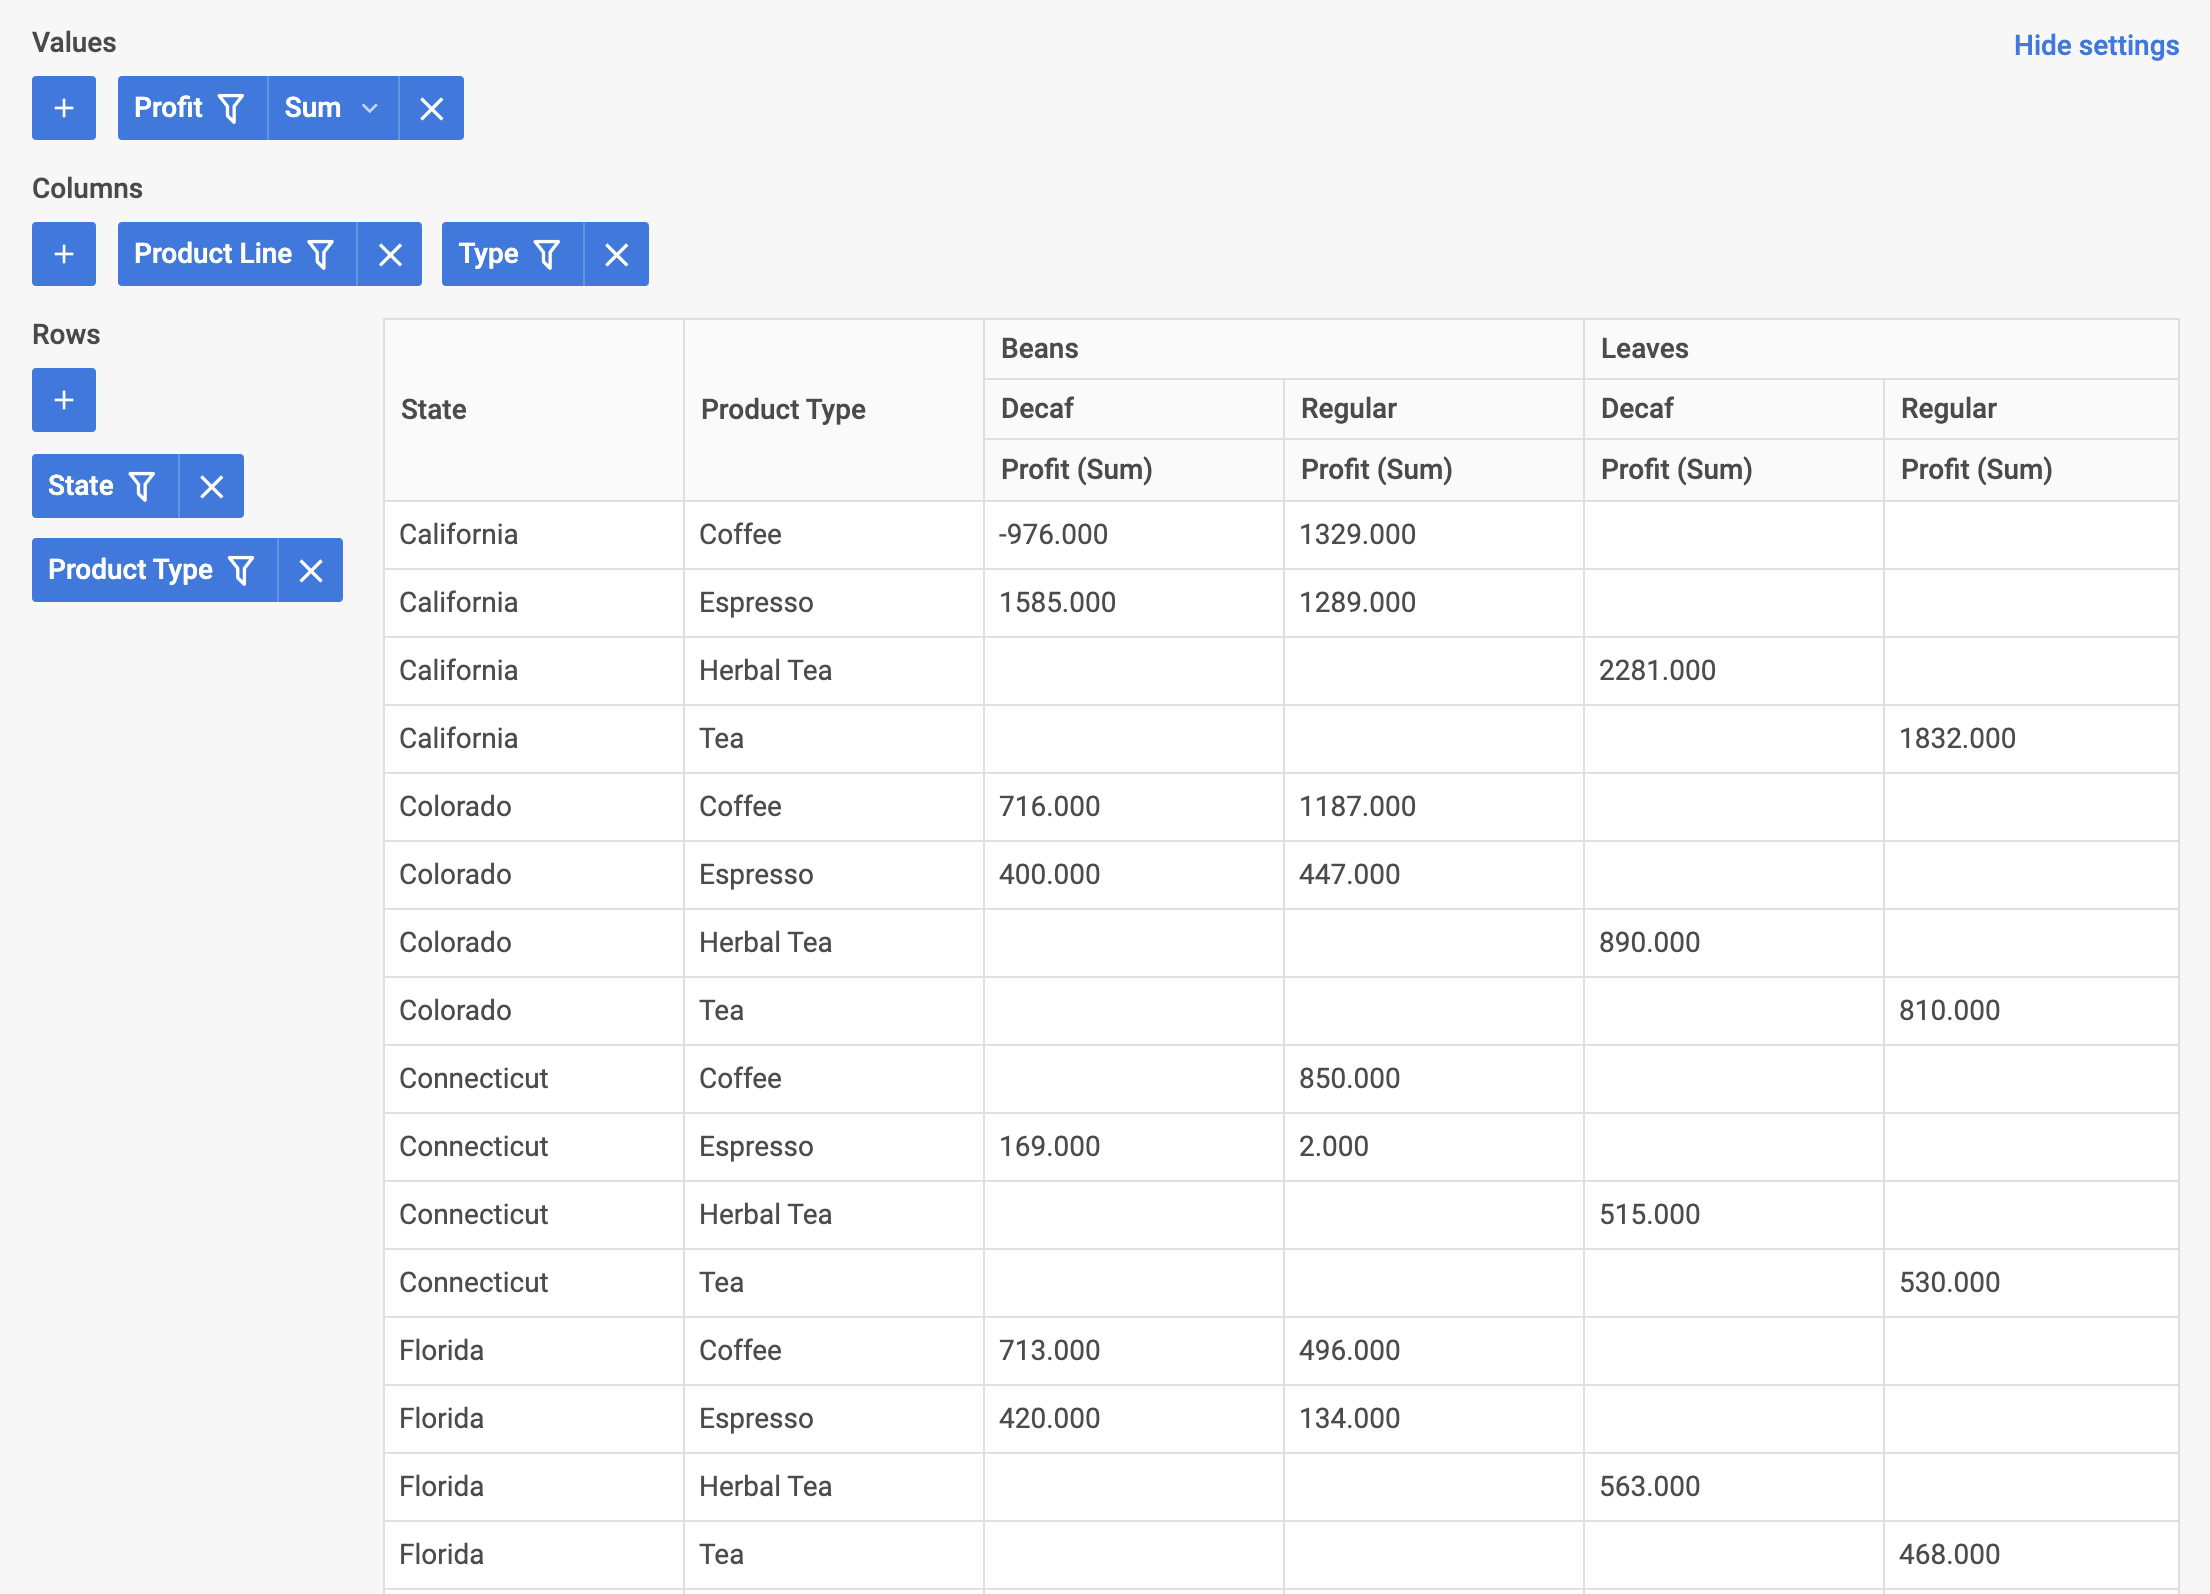 Values
Hide settings
+ Profit Sum
Columns
+ Product Line Type
Rows
+
State
Product Type
State Product Type Beans Leaves
Decaf Regular Decaf Regular
Profit (Sum) Profit (Sum) Profit (Sum) Profit (Sum)
California Coffee -976.000 1329.000
California Espresso 1585.000 1289.000
California Herbal Tea 2281.000
California Tea 1832.000
Colorado Coffee 716.000 1187.000
Colorado Espresso 400.000 447.000
Colorado Herbal Tea 890.000
Colorado Tea 810.000
Connecticut Coffee 850.000
Connecticut Espresso 169.000 2.000
Connecticut Herbal Tea 515.000
Connecticut Tea 530.000
Florida Coffee 713.000 496.000
Florida Espresso 420.000 134.000
Florida Herbal Tea 563.000
Florida Tea 468.000